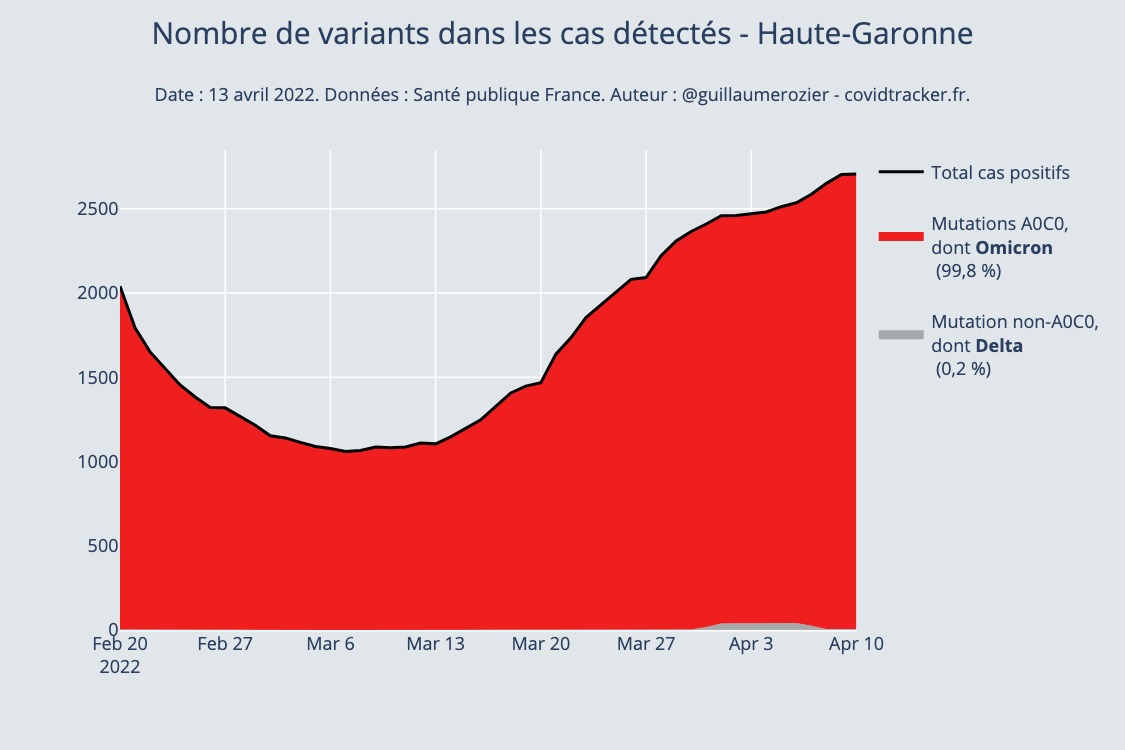 Nombre de variants dans les cas détectés - Haute-Garonne
Date : 13 avril 2022. Données : Santé publique France. Auteur : @guillaumerozier - covidtracker.fr.
Total cas positifs
Mutations A0C0,
dont Omicron
(99,8 %)
Mutation non-A0C0,
dont Delta
(0,2 %)
2500
2000
1500
1000
500
0
Feb 20
2022
Feb 27
Mar 6
Mar 13
Mar 20
Mar 27
Apr 3
Apr 10